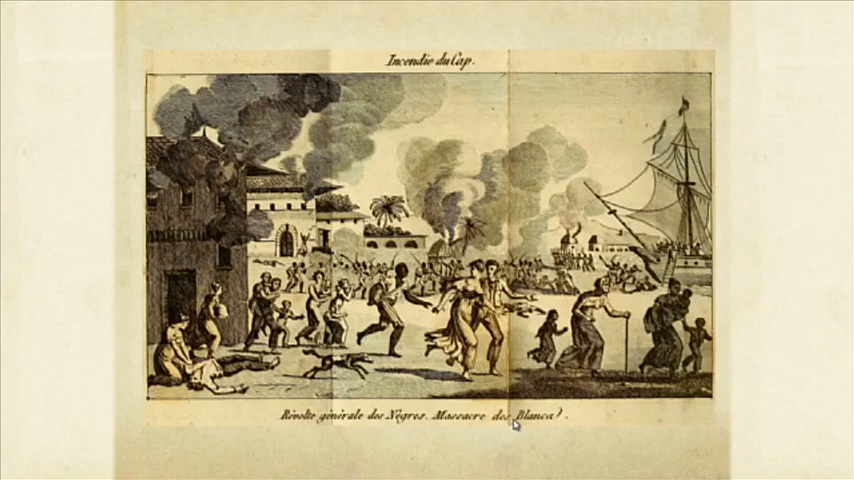 Incendie du Cap.
Révolte générale des Nègres. Massacre des Blancs.